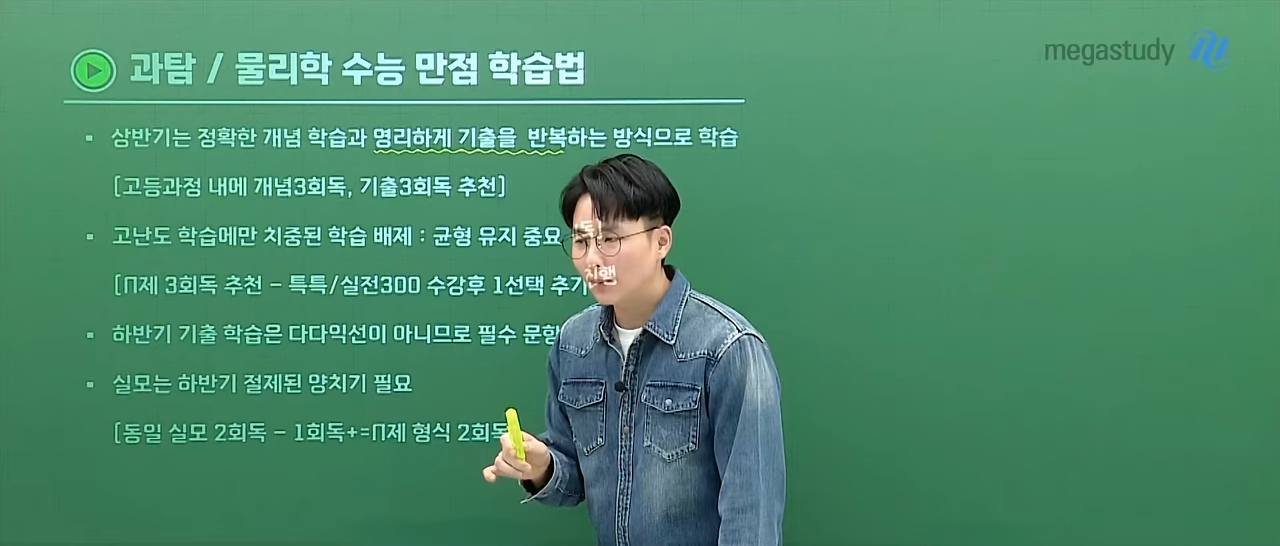 과탐 / 물리학 수능 만점 학습법
megastudy
▪ 상반기는 정확한 개념 학습과 영리하게 기출을 반복하는 방식으로 학습
[고등과정 내에 개념3회독, 기출3회독 추천]
▪ 고난도 학습에만 치중된 학습 배제 : 균형 유지 중요
[N제 3회독 추천 - 특특/실전300 수강후 1선택 추가
▪ 하반기 기출 학습은 다다익선이 아니므로 필수 문항
▪ 실모는 하반기 절제된 양치기 필요
[동일 실모 2회독 - 1회독+=N제 형식 2회독